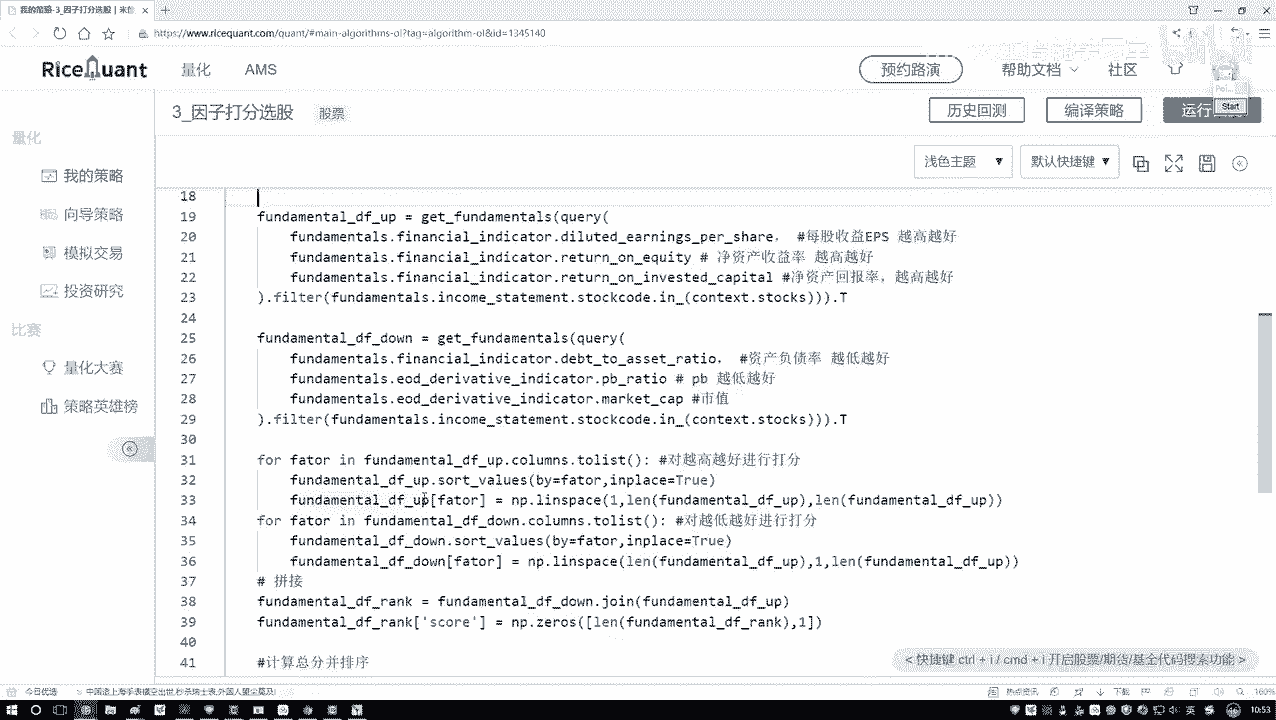 我的策略-3_因子打分选股 |
https://www.ricequant.com/quant/#main-algorithms-ol?tag=algorithm-ol&id=1345140
RiceQuant 量化 AMS 预约路演 帮助文档 社区
3_因子打分选股 股票 历史回测 编译策略 运行
Start
量化
我的策略
向导策略
模拟交易
投资研究
比赛
量化大赛
策略英雄榜
浅色主题 默认快捷键
18
19 fundamental_df_up = get_fundamentals(query(
20 fundamentals.financial_indicator.diluted_earnings_per_share， #每股收益EPS 越高越好
21 fundamentals.financial_indicator.return_on_equity # 净资产收益率 越高越好
22 fundamentals.financial_indicator.return_on_invested_capital #净资产回报率，越高越好
23 ).filter(fundamentals.income_statement.stockcode.in_(context.stocks))).T
24
25 fundamental_df_down = get_fundamentals(query(
26 fundamentals.financial_indicator.debt_to_asset_ratio， #资产负债率 越低越好
27 fundamentals.eod_derivative_indicator.pb_ratio # pb 越低越好
28 fundamentals.eod_derivative_indicator.market_cap #市值
29 ).filter(fundamentals.income_statement.stockcode.in_(context.stocks))).T
30
31 for fator in fundamental_df_up.columns.tolist(): #对越高越好进行打分
32 fundamental_df_up.sort_values(by=fator,inplace=True)
33 fundamental_df_up[fator] = np.linspace(1,len(fundamental_df_up),len(fundamental_df_up))
34 for fator in fundamental_df_down.columns.tolist(): #对越低越好进行打分
35 fundamental_df_down.sort_values(by=fator,inplace=True)
36 fundamental_df_down[fator] = np.linspace(len(fundamental_df_up),1,len(fundamental_df_up))
37 # 拼接
38 fundamental_df_rank = fundamental_df_down.join(fundamental_df_up)
39 fundamental_df_rank['score'] = np.zeros([len(fundamental_df_rank),1])
40
41 #计算总分并排序
<快捷键 ctrl + i / cmd + i 开启股票/期货/基金代码搜索功能 >
今日优选
下载
100%
10:53